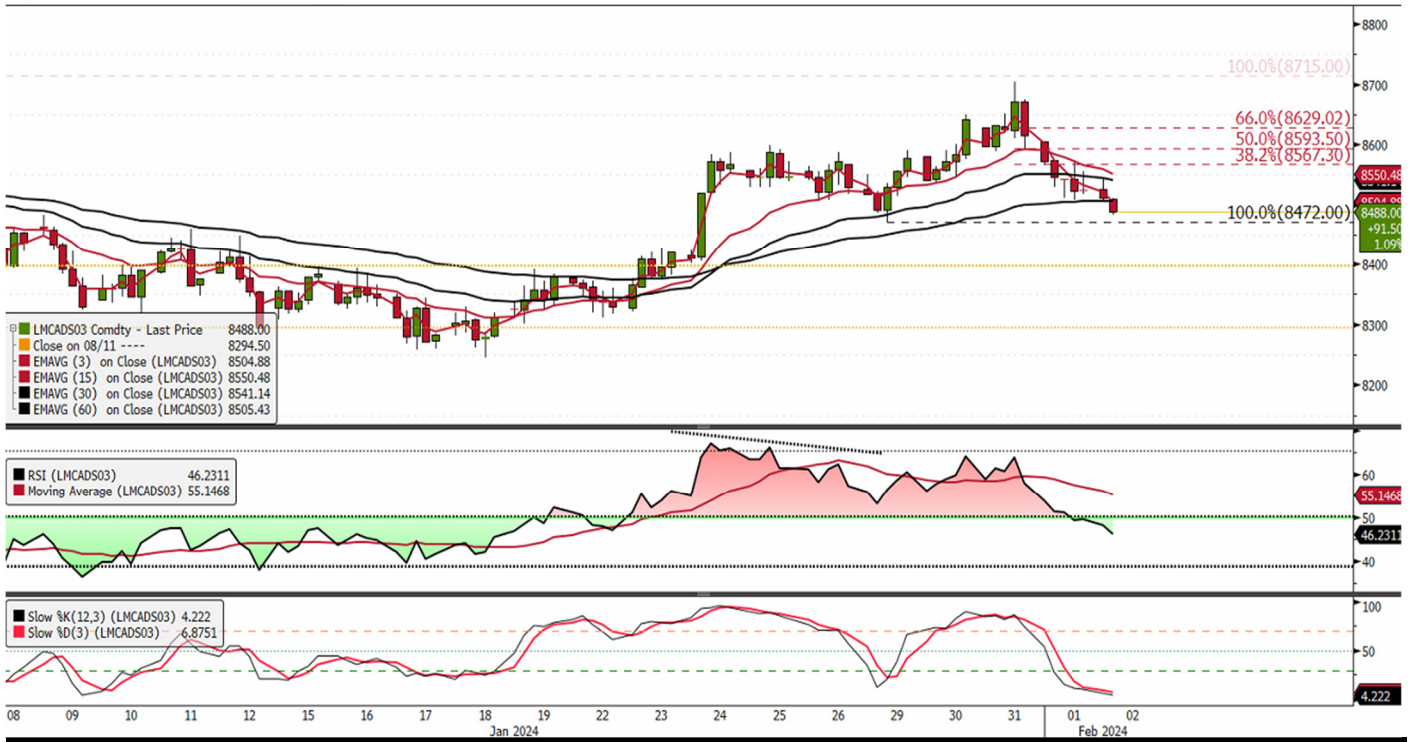 8800
100.0%(8715.00)
8700
66.0%(8629.02)
8600
50.0%(8593.50)
38.2%(8567.30)
8550.48
8504.88
100.0%(8472.00)
8488.00
+91.50
1.09%
8400
8300
8200
LMCADS03 Comdty - Last Price 8488.00
Close on 08/11 ---- 8294.50
EMAVG (3) on Close (LMCADS03) 8504.88
EMAVG (15) on Close (LMCADS03) 8550.48
EMAVG (30) on Close (LMCADS03) 8541.14
EMAVG (60) on Close (LMCADS03) 8505.43
RSI (LMCADS03) 46.2311
Moving Average (LMCADS03) 55.1468
60
55.1468
50
46.2311
40
Slow %K(12,3) (LMCADS03) 4.222
Slow %D(3) (LMCADS03) 6.8751
100
50
4.222
08 09 10 11 12 15 16 17 18 19 22 23 24 25 26 29 30 31 01 02
Jan 2024 Feb 2024